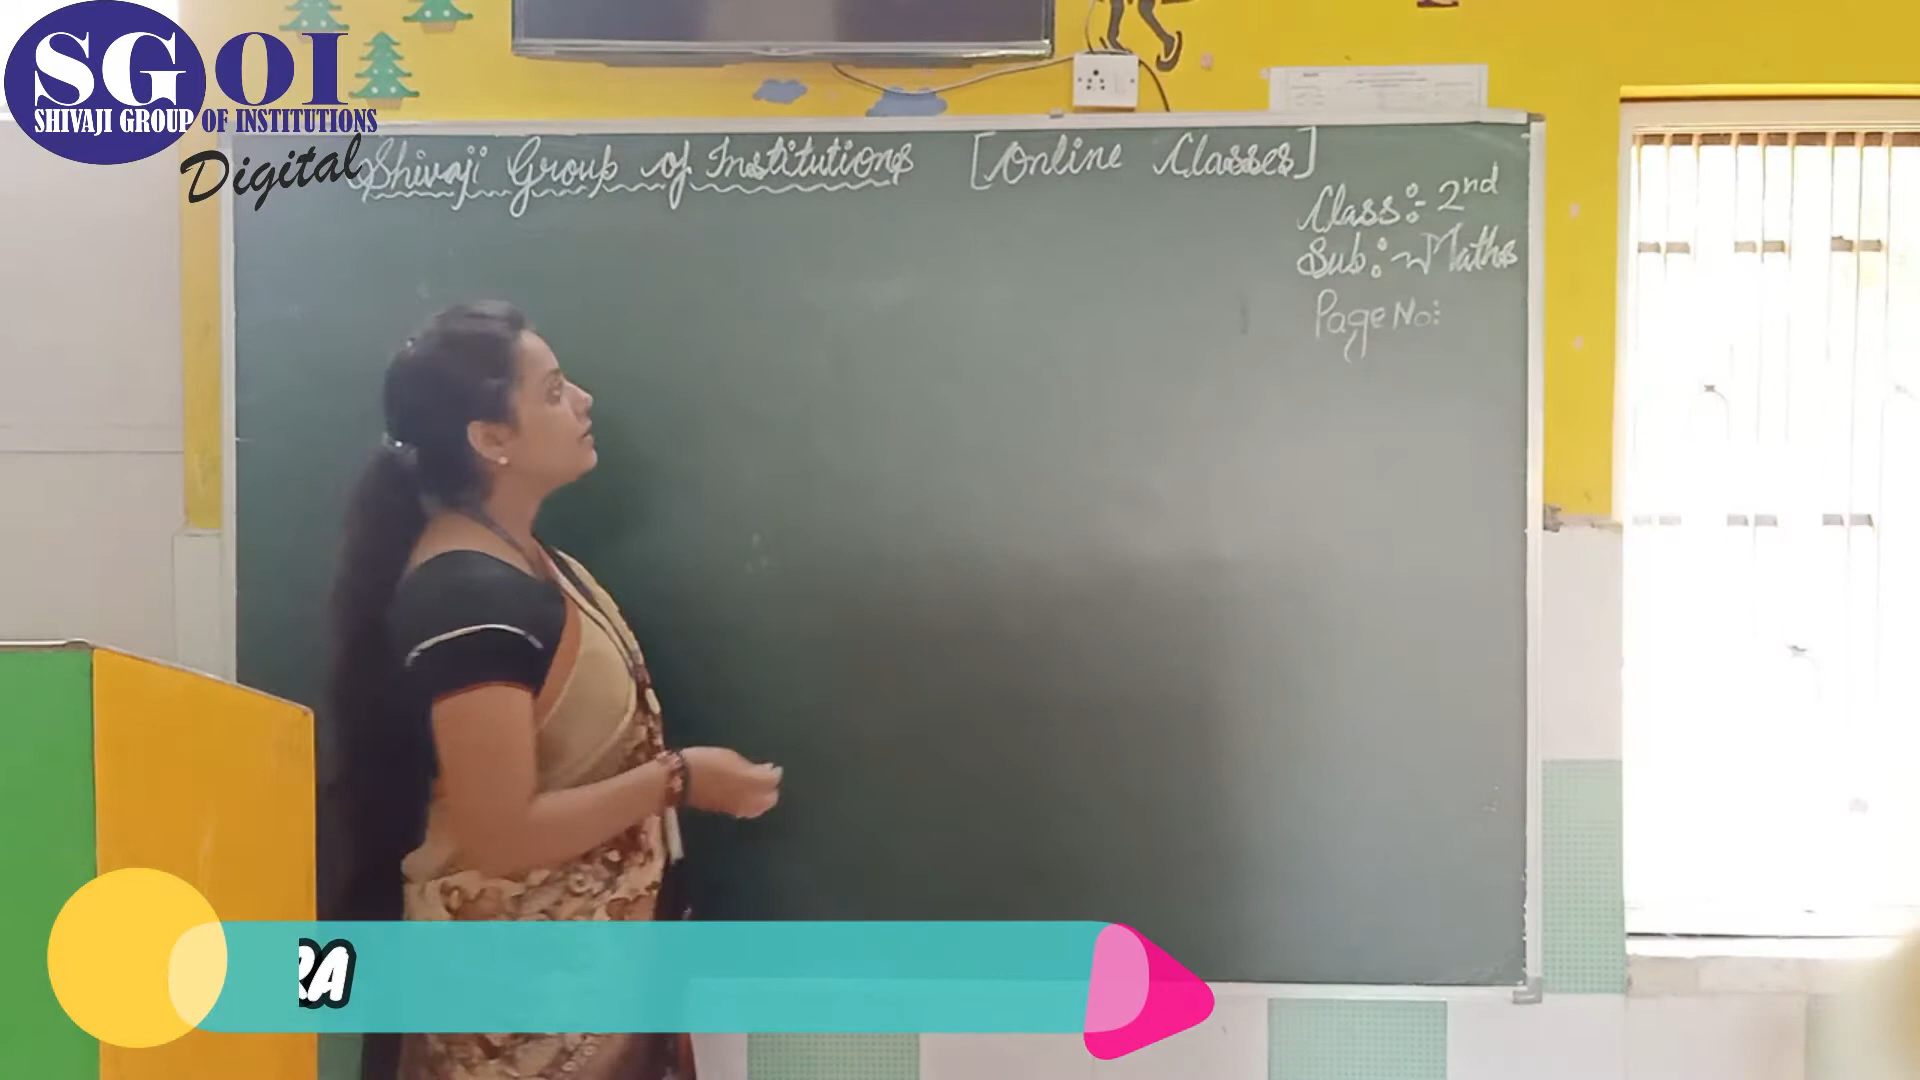 SGOI
SHIVAJI GROUP OF INSTITUTIONS
Digital
Shivaji Group of Institutions [Online Classes]
Class:- 2nd
Sub:- Maths
Page No:
RA